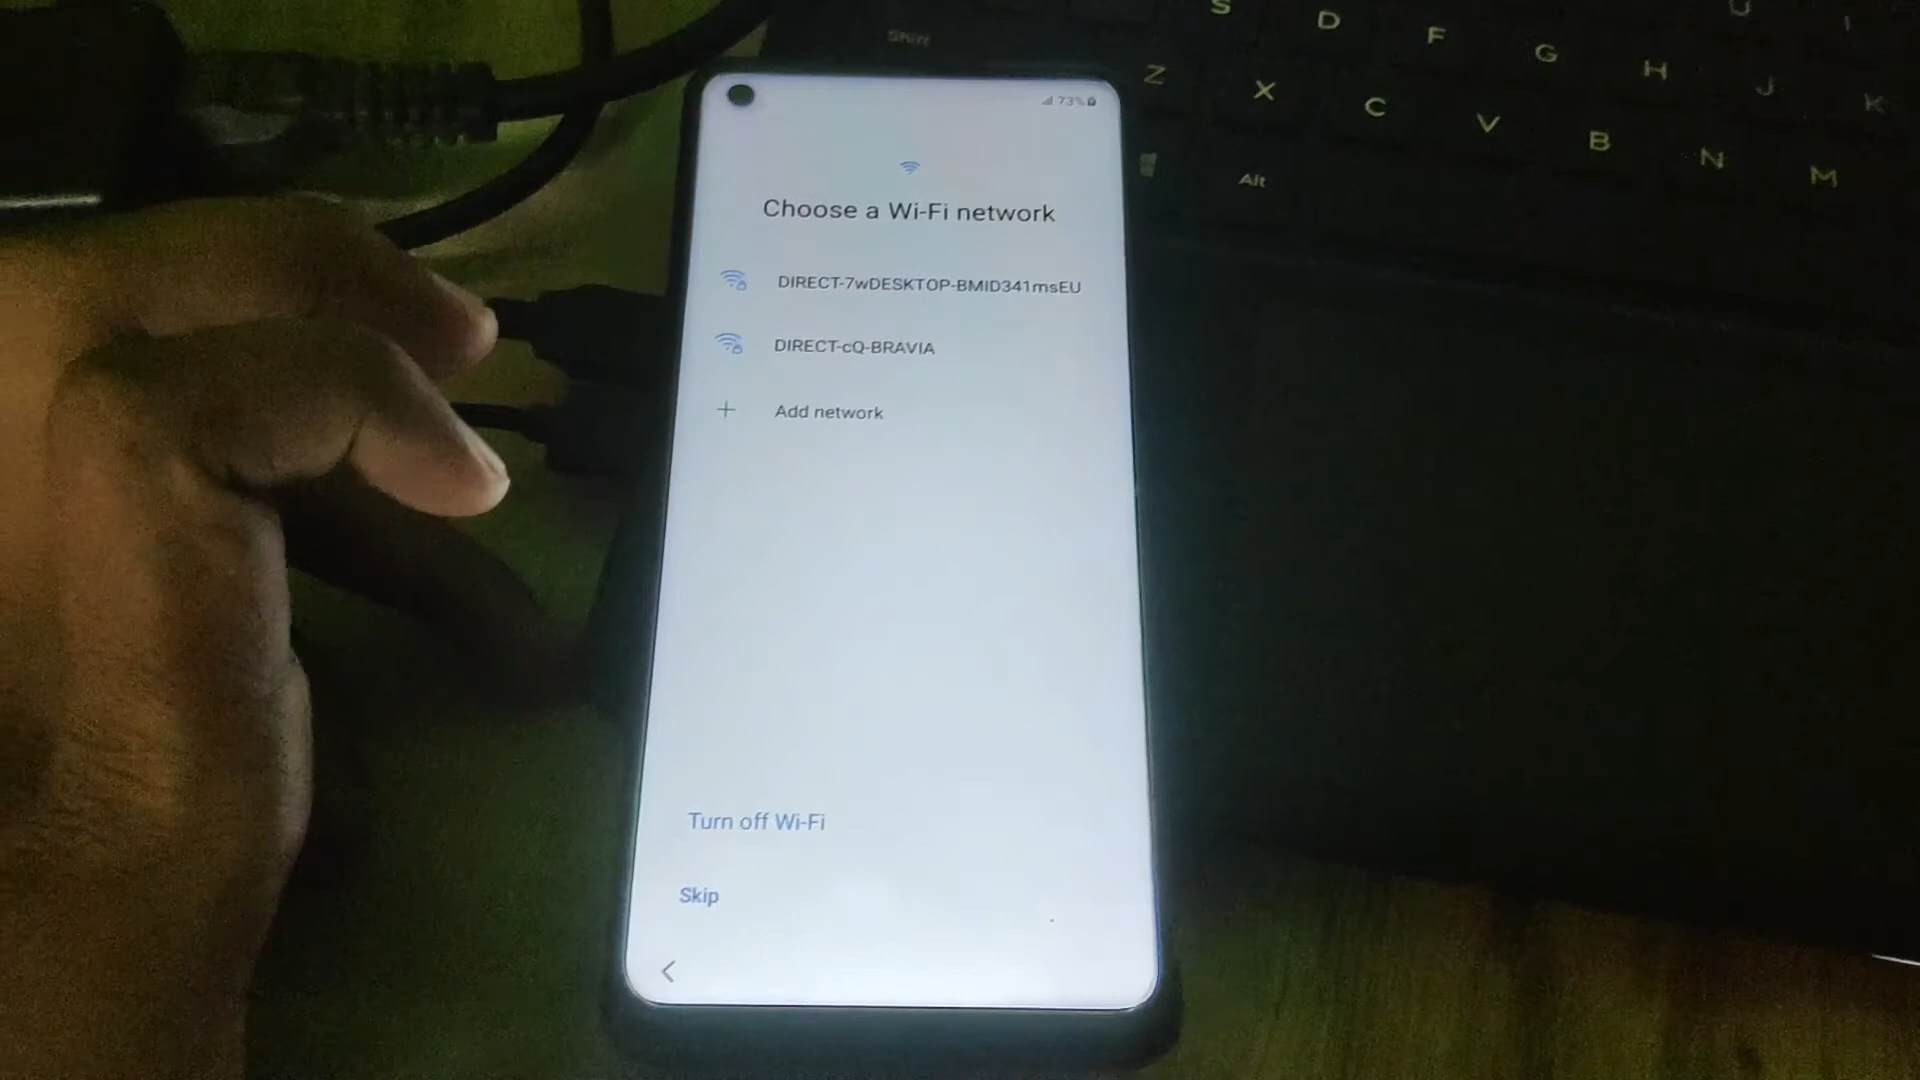 73%
Choose a Wi-Fi network
DIRECT-7wDESKTOP-BMID341msEU
DIRECT-cQ-BRAVIA
+ Add network
Turn off Wi-Fi
Skip
Shift
S D F G H J K
Z X C V B N M
Alt
U I